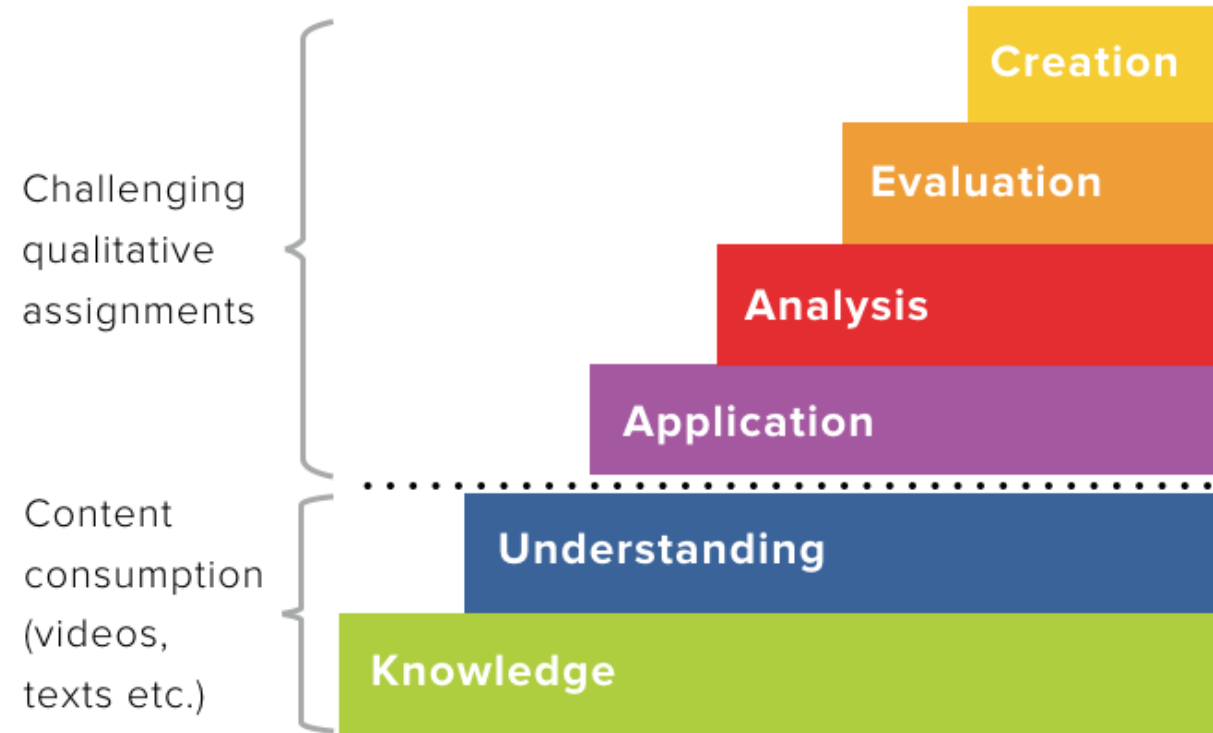 Creation
Evaluation
Analysis
Application
Understanding
Knowledge
Challenging
qualitative
assignments
Content
consumption
(videos,
texts etc.)